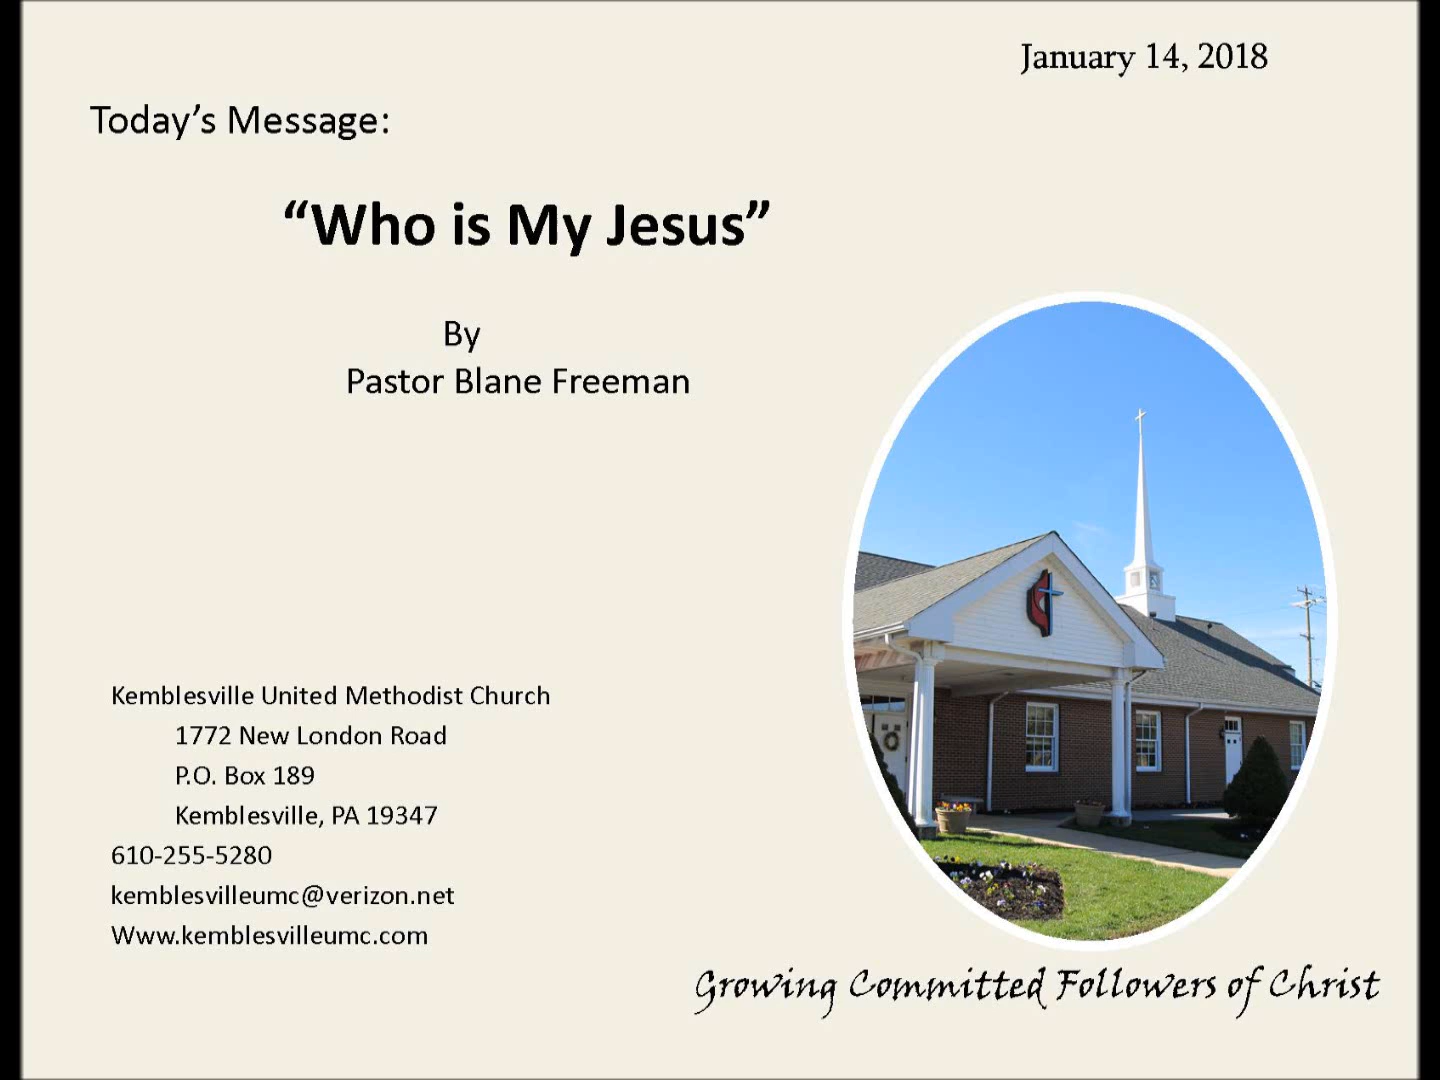 January 14, 2018
Today’s Message:
“Who is My Jesus”
By
Pastor Blane Freeman
Kemblesville United Methodist Church
1772 New London Road
P.O. Box 189
Kemblesville, PA 19347
610-255-5280
kemblesvilleumc@verizon.net
Www.kemblesvilleumc.com
Growing Committed Followers of Christ